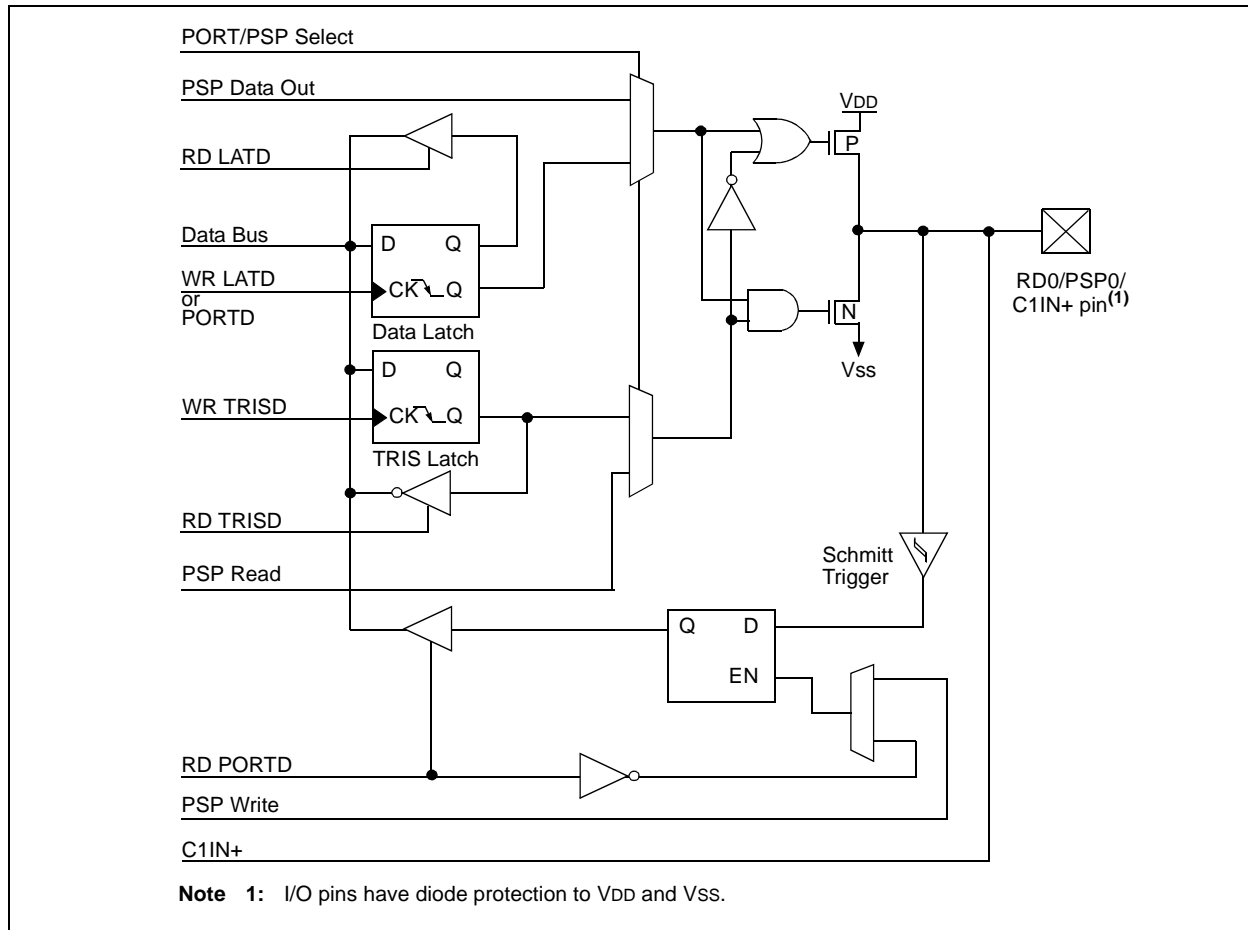 PORT/PSP Select
PSP Data Out
VDD
P
RD LATD
Data Bus
D Q
WR LATD
or
PORTD
CK Q
Data Latch
RD0/PSP0/
C1IN+ pin(1)
N
Vss
D Q
WR TRISD
CK Q
TRIS Latch
RD TRISD
Schmitt
Trigger
PSP Read
Q D
EN
RD PORTD
PSP Write
C1IN+
Note 1: I/O pins have diode protection to VDD and VSS.